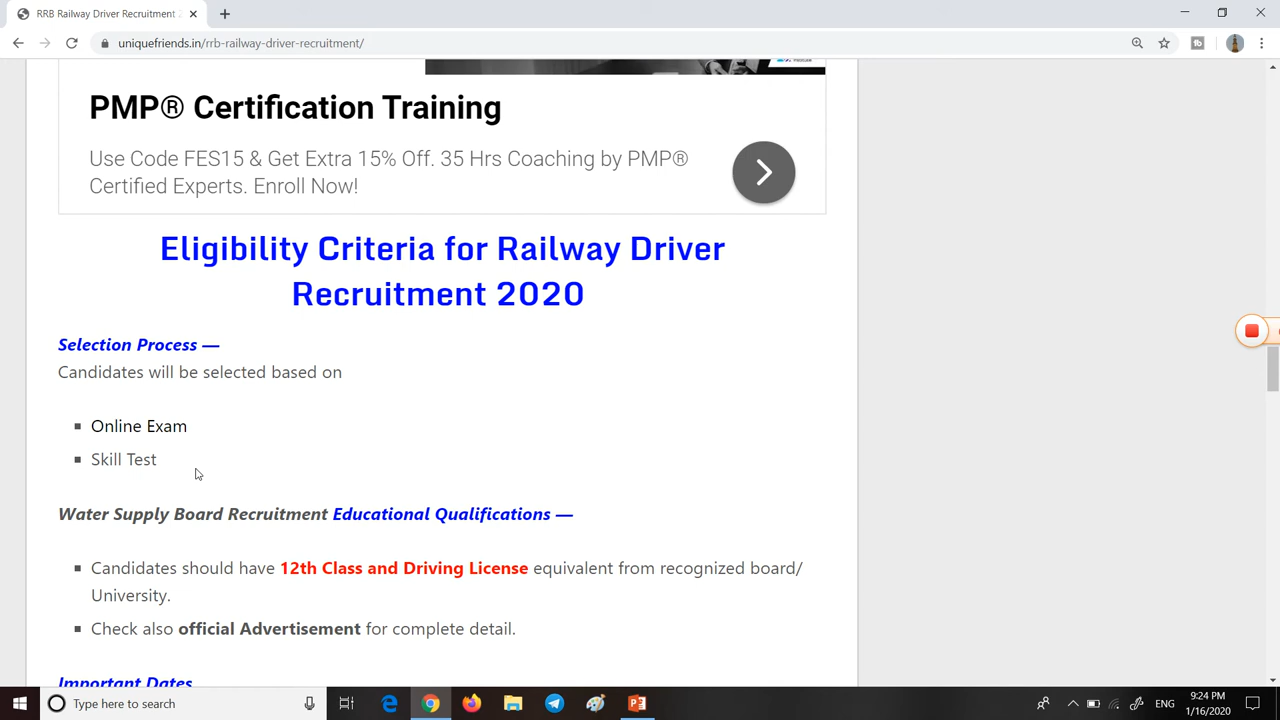 RRB Railway Driver Recruitment
uniquefriends.in/rrb-railway-driver-recruitment/
PMP® Certification Training
Use Code FES15 & Get Extra 15% Off. 35 Hrs Coaching by PMP®
Certified Experts. Enroll Now!
Eligibility Criteria for Railway Driver
Recruitment 2020
Selection Process —
Candidates will be selected based on
Online Exam
Skill Test
Water Supply Board Recruitment Educational Qualifications —
Candidates should have 12th Class and Driving License equivalent from recognized board/
University.
Check also official Advertisement for complete detail.
Important Dates
Type here to search
ENG
9:24 PM
1/16/2020